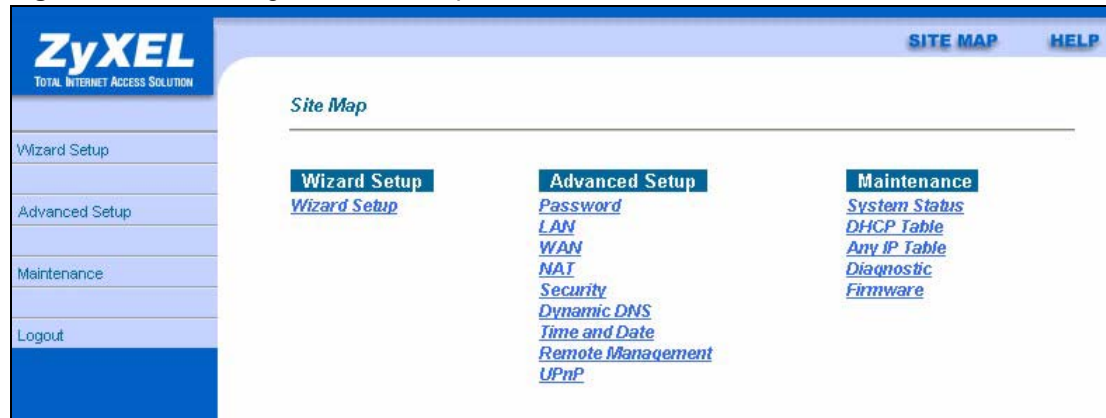 ZyXEL
TOTAL INTERNET ACCESS SOLUTION
SITE MAP
HELP
Wizard Setup
Advanced Setup
Maintenance
Logout
Site Map
Wizard Setup
Wizard Setup
Advanced Setup
Password
LAN
WAN
NAT
Security
Dynamic DNS
Time and Date
Remote Management
UPnP
Maintenance
System Status
DHCP Table
Any IP Table
Diagnostic
Firmware